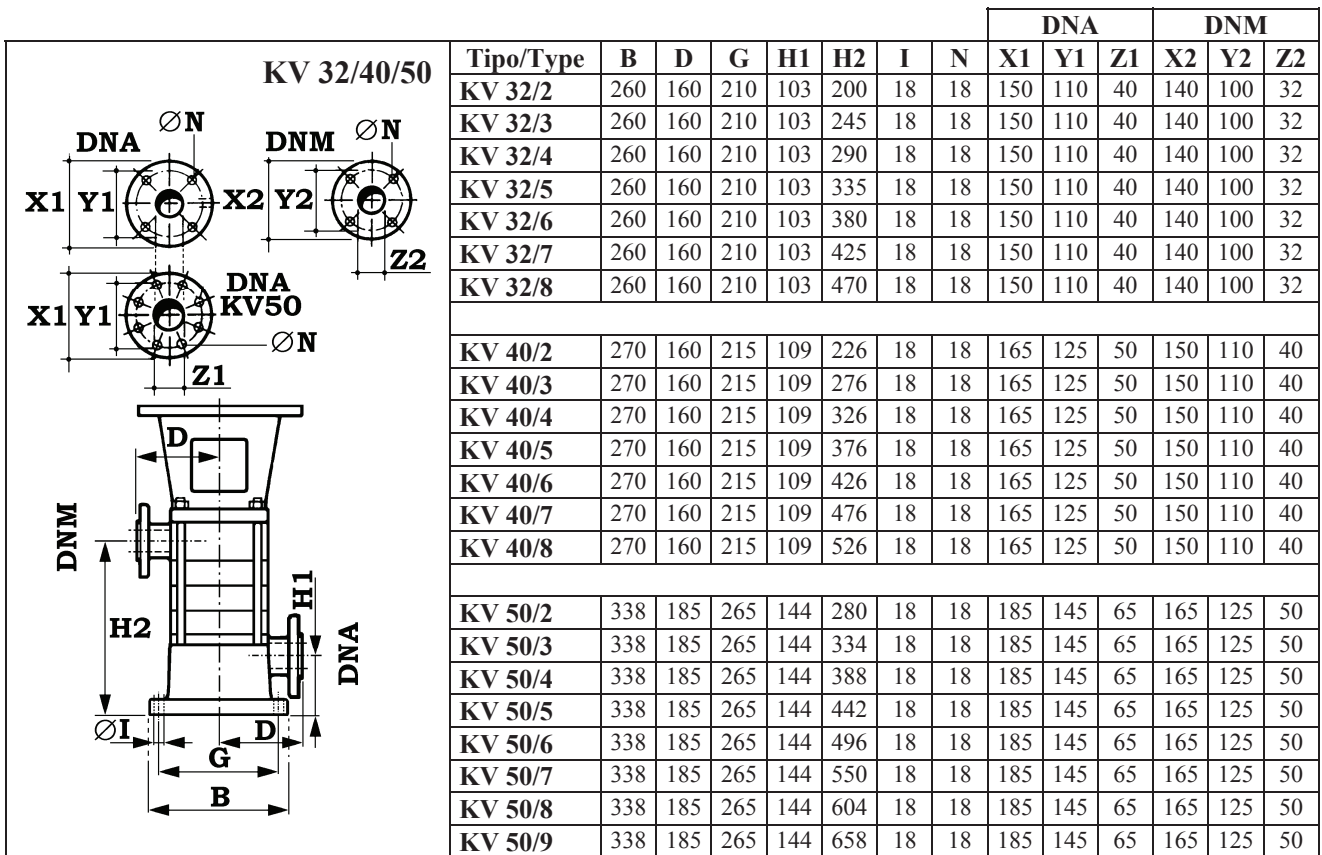 DNA DNM
KV 32/40/50
Tipo/Type B D G H1 H2 I N X1 Y1 Z1 X2 Y2 Z2
KV 32/2 260 160 210 103 200 18 18 150 110 40 140 100 32
KV 32/3 260 160 210 103 245 18 18 150 110 40 140 100 32
KV 32/4 260 160 210 103 290 18 18 150 110 40 140 100 32
KV 32/5 260 160 210 103 335 18 18 150 110 40 140 100 32
KV 32/6 260 160 210 103 380 18 18 150 110 40 140 100 32
KV 32/7 260 160 210 103 425 18 18 150 110 40 140 100 32
KV 32/8 260 160 210 103 470 18 18 150 110 40 140 100 32
KV 40/2 270 160 215 109 226 18 18 165 125 50 150 110 40
KV 40/3 270 160 215 109 276 18 18 165 125 50 150 110 40
KV 40/4 270 160 215 109 326 18 18 165 125 50 150 110 40
KV 40/5 270 160 215 109 376 18 18 165 125 50 150 110 40
KV 40/6 270 160 215 109 426 18 18 165 125 50 150 110 40
KV 40/7 270 160 215 109 476 18 18 165 125 50 150 110 40
KV 40/8 270 160 215 109 526 18 18 165 125 50 150 110 40
KV 50/2 338 185 265 144 280 18 18 185 145 65 165 125 50
KV 50/3 338 185 265 144 334 18 18 185 145 65 165 125 50
KV 50/4 338 185 265 144 388 18 18 185 145 65 165 125 50
KV 50/5 338 185 265 144 442 18 18 185 145 65 165 125 50
KV 50/6 338 185 265 144 496 18 18 185 145 65 165 125 50
KV 50/7 338 185 265 144 550 18 18 185 145 65 165 125 50
KV 50/8 338 185 265 144 604 18 18 185 145 65 165 125 50
KV 50/9 338 185 265 144 658 18 18 185 145 65 165 125 50
∅N ∅N
DNA DNM
X1 Y1 X2 Y2
Z2
DNA
KV50
X1 Y1
∅N
Z1
D
DNM
H1
H2
DNA
∅I D
G
B